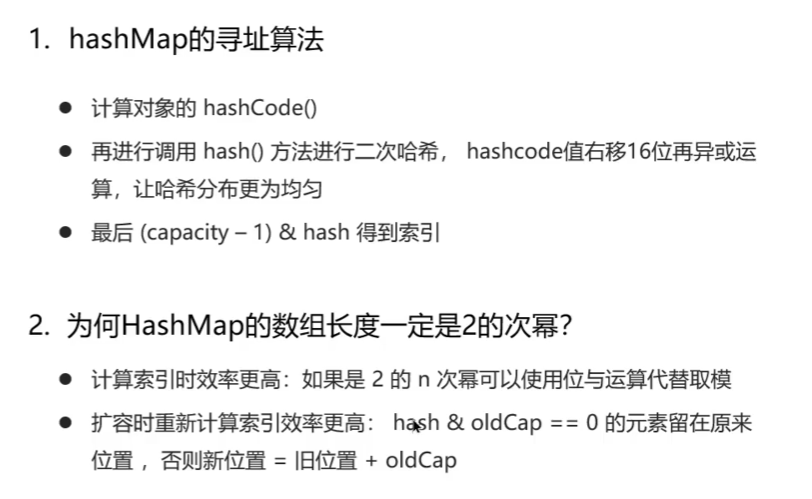 1. hashMap的寻址算法
● 计算对象的 hashCode()
● 再进行调用 hash() 方法进行二次哈希， hashcode值右移16位再异或运
算，让哈希分布更为均匀
● 最后 (capacity – 1) & hash 得到索引
2. 为何HashMap的数组长度一定是2的次幂？
● 计算索引时效率更高：如果是 2 的 n 次幂可以使用位与运算代替取模
● 扩容时重新计算索引效率更高： hash & oldCap == 0 的元素留在原来
位置 ，否则新位置 = 旧位置 + oldCap